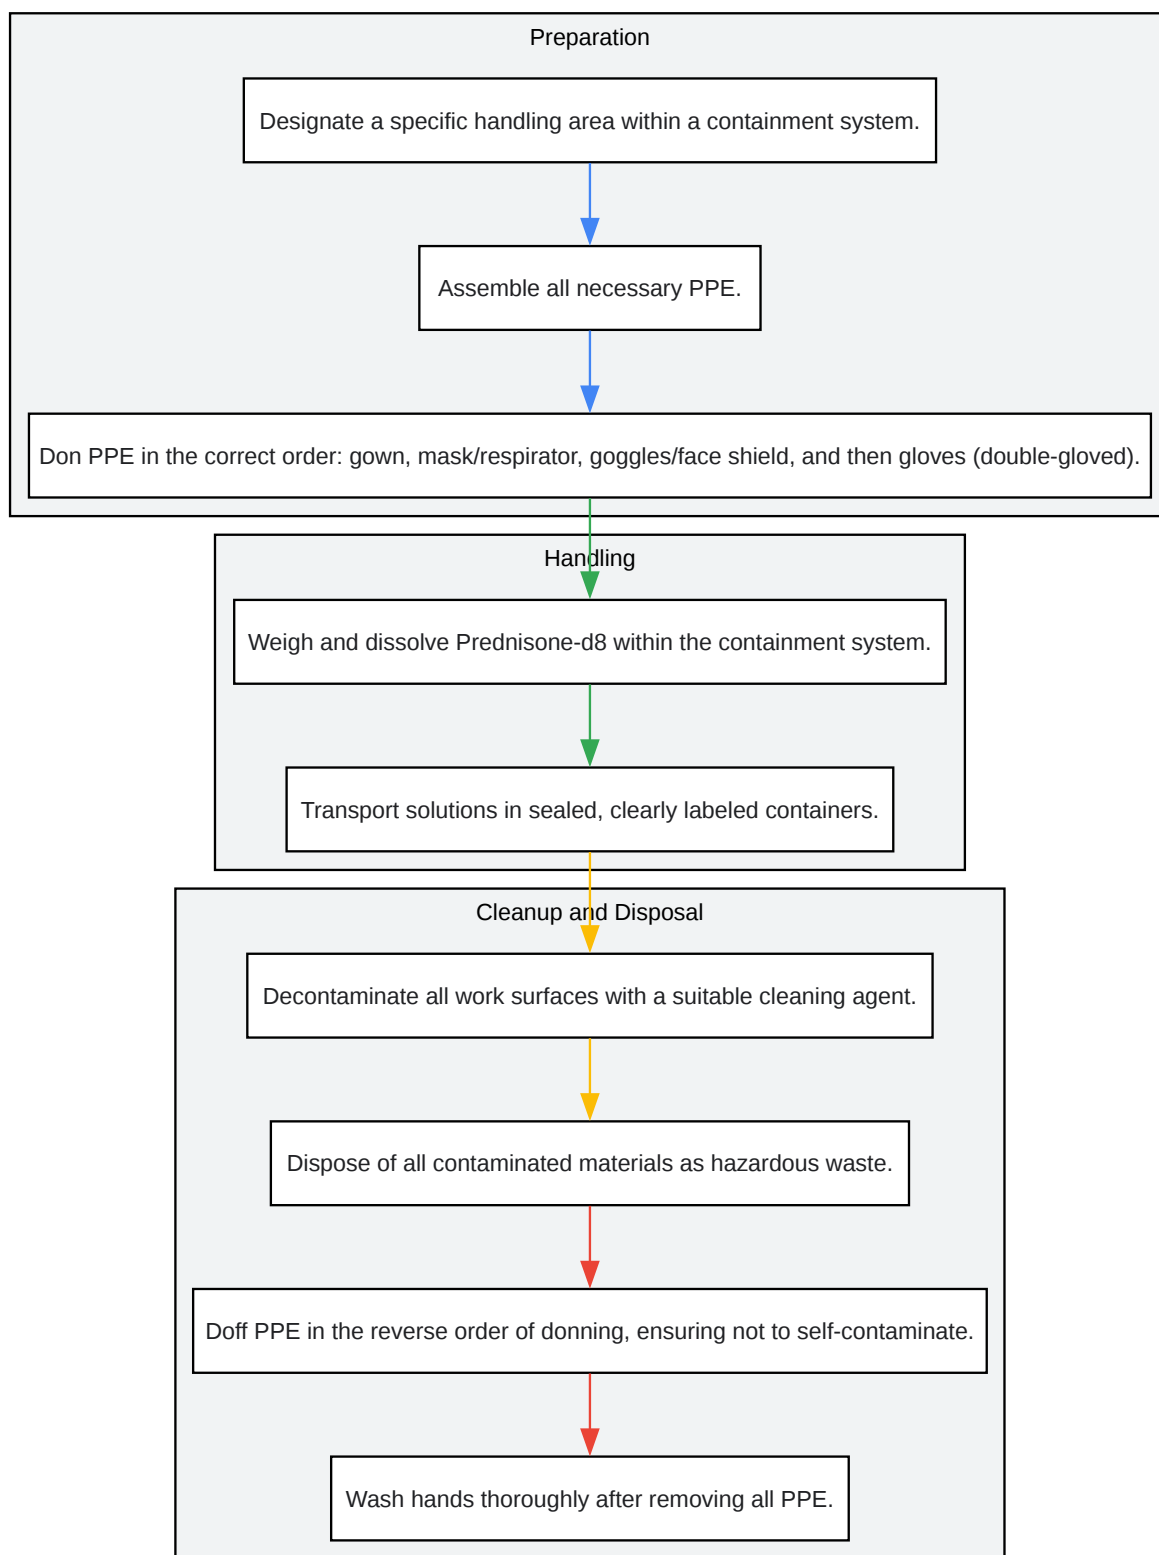 Preparation
Designate a specific handling area within a containment system.
Assemble all necessary PPE.
Don PPE in the correct order: gown, mask/respirator, goggles/face shield, and then gloves (double-gloved).
Handling
Weigh and dissolve Prednisone-d8 within the containment system.
Transport solutions in sealed, clearly labeled containers.
Cleanup and Disposal
Decontaminate all work surfaces with a suitable cleaning agent.
Dispose of all contaminated materials as hazardous waste.
Doff PPE in the reverse order of donning, ensuring not to self-contaminate.
Wash hands thoroughly after removing all PPE.